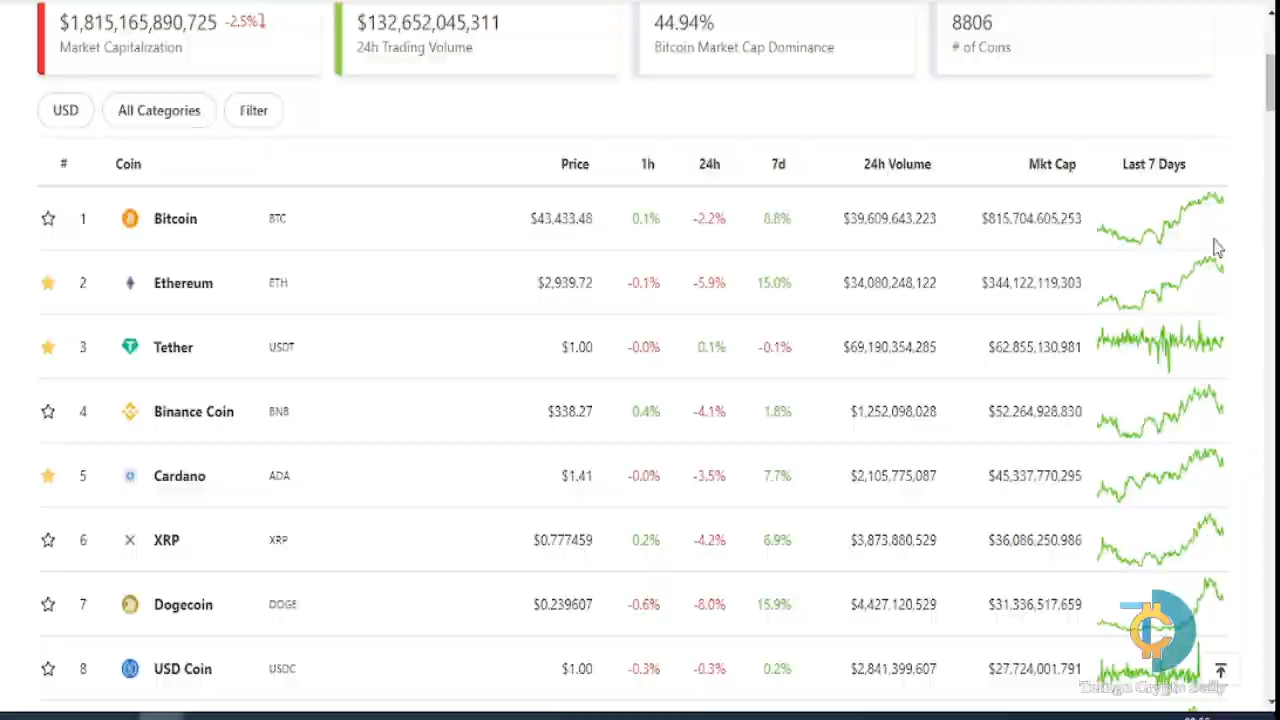 $1,815,165,890,725 -2.5% $132,652,045,311 44.94% 8806
Market Capitalization 24h Trading Volume Bitcoin Market Cap Dominance # of Coins
USD All Categories Filter
# Coin Price 1h 24h 7d 24h Volume Mkt Cap Last 7 Days
1 Bitcoin BTC $43,433.48 0.1% -2.2% 8.8% $39,609,643,223 $815,704,605,253
2 Ethereum ETH $2,939.72 -0.1% -5.9% 15.0% $34,080,248,122 $344,122,119,303
3 Tether USDT $1.00 -0.0% 0.1% -0.1% $69,190,354,285 $62,855,130,981
4 Binance Coin BNB $338.27 0.4% -4.1% 1.8% $1,252,098,028 $52,264,928,830
5 Cardano ADA $1.41 -0.0% -3.5% 7.7% $2,105,775,087 $45,337,770,295
6 XRP XRP $0.777459 0.2% -4.2% 6.9% $3,873,880,529 $36,086,250,986
7 Dogecoin DOGE $0.239607 -0.6% -8.0% 15.9% $4,427,120,529 $31,336,517,659
8 USD Coin USDC $1.00 -0.3% -0.3% 0.2% $2,841,399,607 $27,724,001,791
Crypto Daily